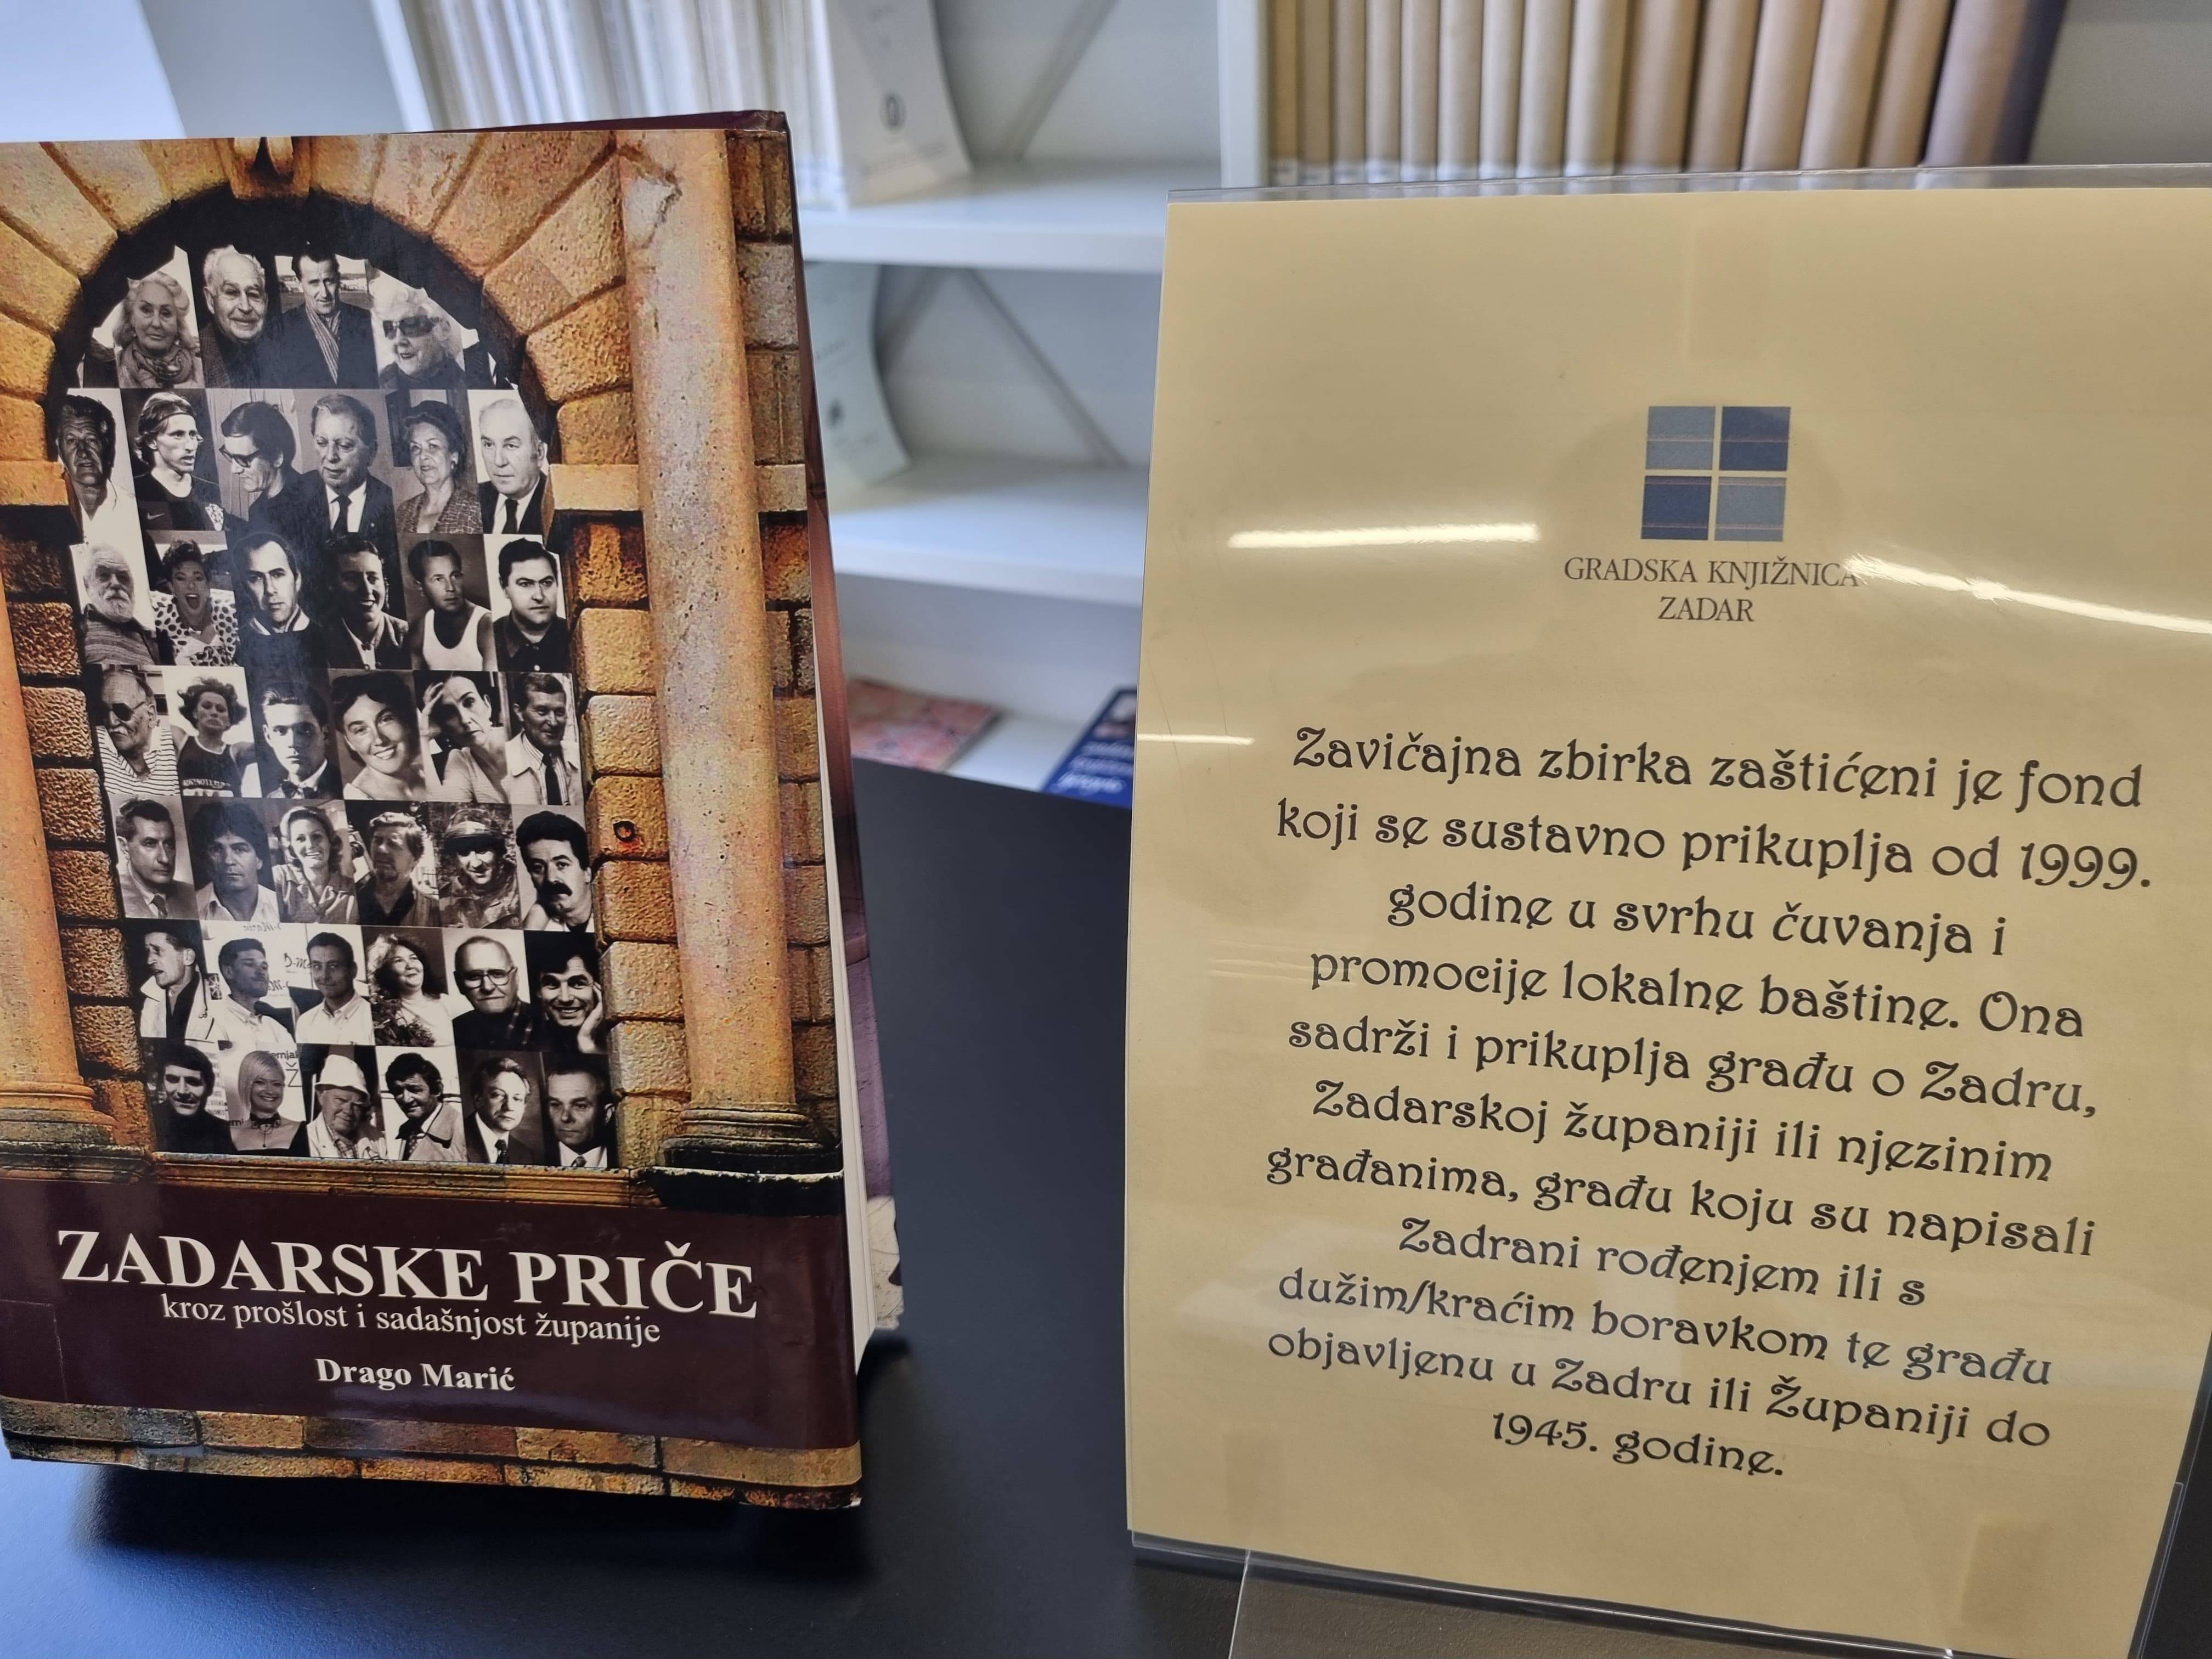 ZADARSKE PRIČE
kroz prošlost i sadašnjost županije
Drago Marić
GRADSKA KNJIŽNICA
ZADAR
Zavičajna zbirka zaštićeni je fond
koji se sustavno prikuplja od 1999.
godine u svrhu čuvanja i
promocije lokalne baštine. Ona
sadrži i prikuplja građu o Zadru,
Zadarskoj županiji ili njezinim
građanima, građu koju su napisali
Zadrani rođenjem ili s
dužim/kraćim boravkom te građu
objavljenu u Zadru ili Županiji do
1945. godine.